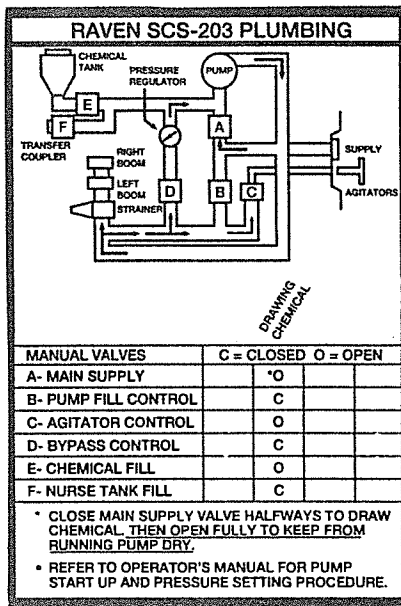 RAVEN SCS-203 PLUMBING
CHEMICAL
TANK
PRESSURE
REGULATOR
PUMP
E
F
A
TRANSFER
COUPLER
RIGHT
BOOM
SUPPLY
LEFT
BOOM
AGITATORS
D
B
C
STRAINER
DRAWING
CHEMICAL
MANUAL VALVES C = CLOSED O = OPEN
A- MAIN SUPPLY *O
B- PUMP FILL CONTROL C
C- AGITATOR CONTROL O
D- BYPASS CONTROL C
E- CHEMICAL FILL O
F- NURSE TANK FILL C
* CLOSE MAIN SUPPLY VALVE HALFWAYS TO DRAW
CHEMICAL. THEN OPEN FULLY TO KEEP FROM
RUNNING PUMP DRY.
• REFER TO OPERATOR'S MANUAL FOR PUMP
START UP AND PRESSURE SETTING PROCEDURE.